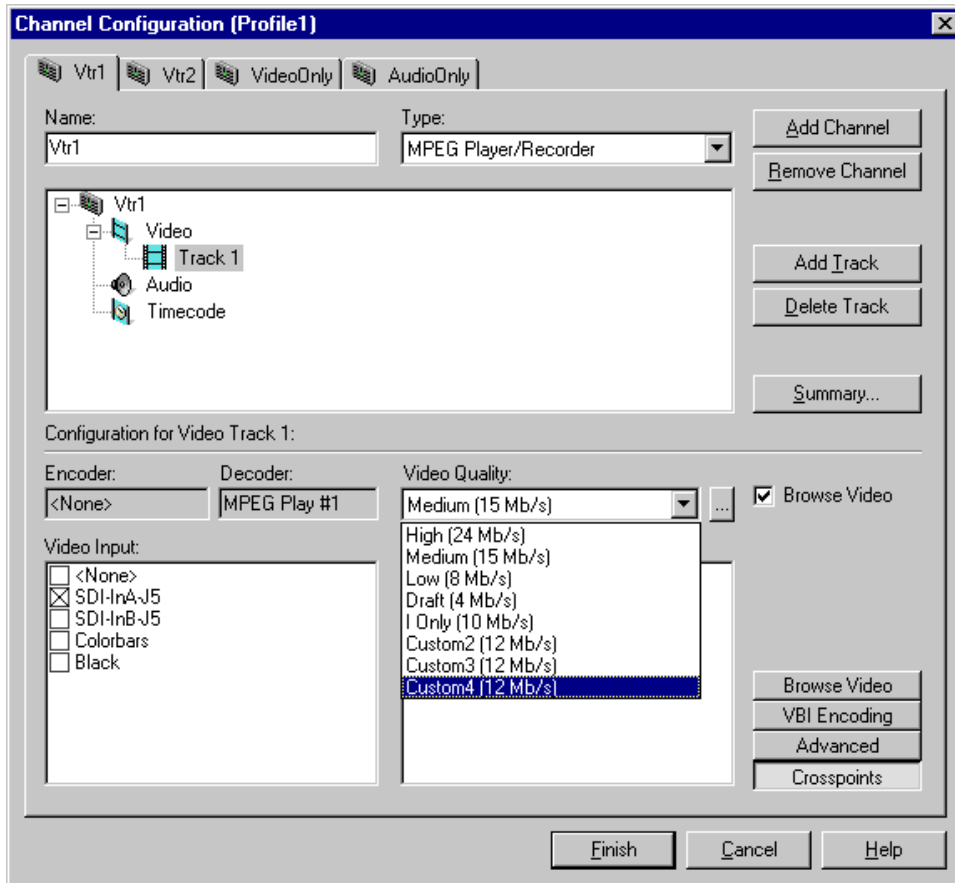 Channel Configuration (Profile1)
Vtr1 Vtr2 VideoOnly AudioOnly
Name: Type:
Vtr1 MPEG Player/Recorder
Add Channel
Remove Channel
Vtr1
Video
Track 1
Audio
Timecode
Add Track
Delete Track
Summary...
Configuration for Video Track 1:
Encoder: Decoder: Video Quality:
<None> MPEG Play #1 Medium (15 Mb/s) ... Browse Video
Video Input:
<None>
SDI-InA-J5
SDI-InB-J5
Colorbars
Black
High (24 Mb/s)
Medium (15 Mb/s)
Low (8 Mb/s)
Draft (4 Mb/s)
I Only (10 Mb/s)
Custom2 (12 Mb/s)
Custom3 (12 Mb/s)
Custom4 (12 Mb/s)
Browse Video
VBI Encoding
Advanced
Crosspoints
Finish Cancel Help